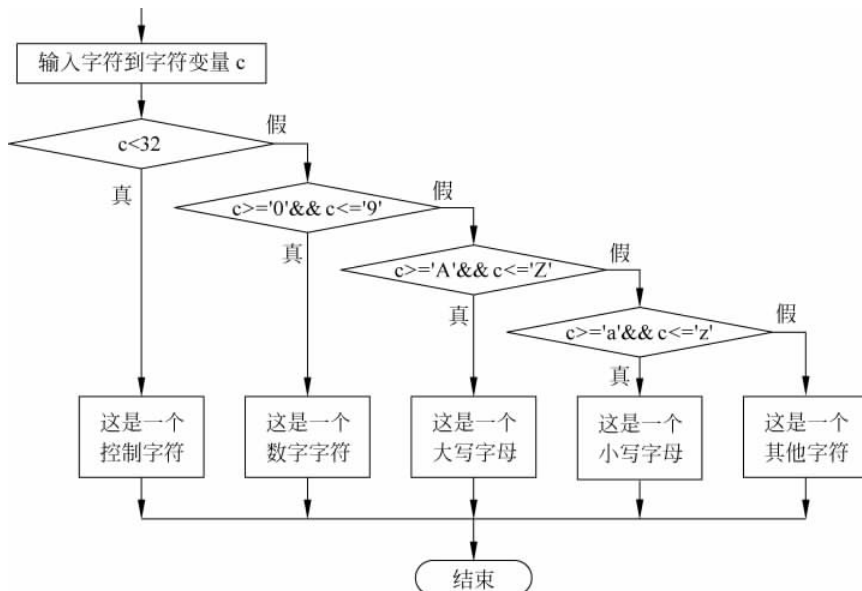 输入字符到字符变量 c
c<32
假
真
c>='0'&& c<='9'
假
真
c>='A'&& c<='Z'
假
真
c>='a'&& c<='z'
假
真
这是一个
控制字符
这是一个
数字字符
这是一个
大写字母
这是一个
小写字母
这是一个
其他字符
结束